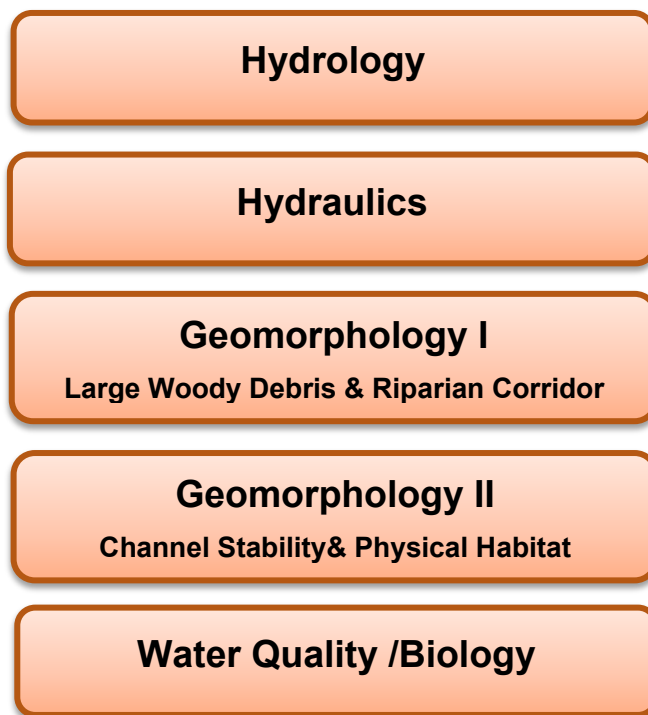 Hydrology
Hydraulics
Geomorphology I
Large Woody Debris & Riparian Corridor
Geomorphology II
Channel Stability& Physical Habitat
Water Quality /Biology